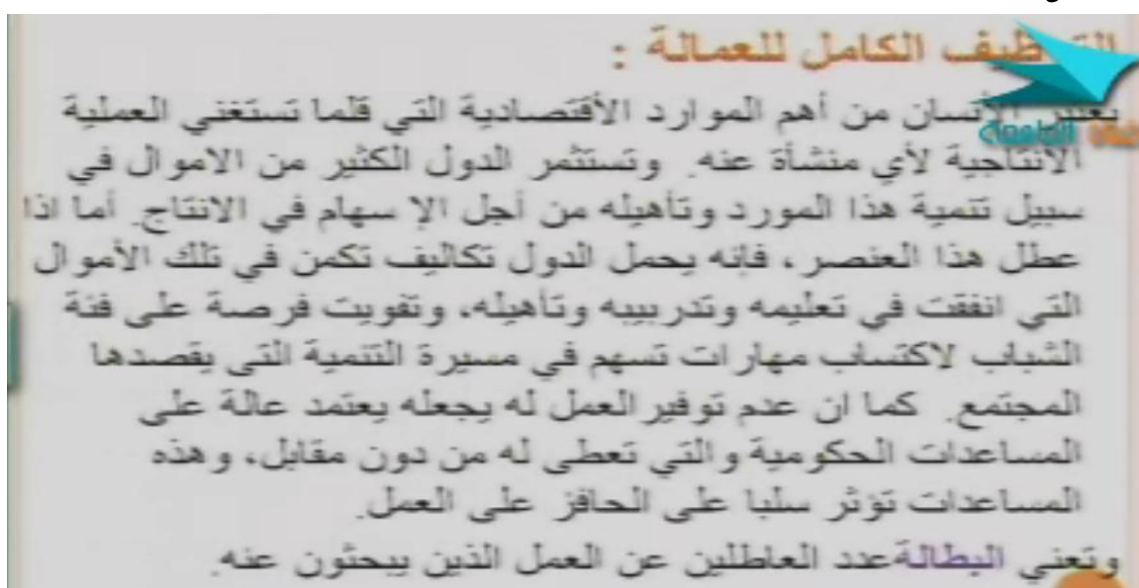 التوظيف الكامل للعمالة :
يعتبر الأنسان من أهم الموارد الأقتصادية التي قلما تستغني العملية
الانتاجية لأي منشأة عنه. وتستثمر الدول الكثير من الاموال في
سبيل تنمية هذا المورد وتأهيله من أجل الإ سهام في الانتاج. أما اذا
عطل هذا العنصر، فإنه يحمل الدول تكاليف تكمن في تلك الأموال
التي انفقت في تعليمه وتدريبيه وتأهيله، وتفويت فرصة على فئة
الشباب لاكتساب مهارات تسهم في مسيرة التنمية التي يقصدها
المجتمع. كما ان عدم توفير العمل له يجعله يعتمد عالة على
المساعدات الحكومية والتي تعطى له من دون مقابل، وهذه
المساعدات تؤثر سلبا على الحافز على العمل.
وتعني البطالة عدد العاطلين عن العمل الذين يبحثون عنه.